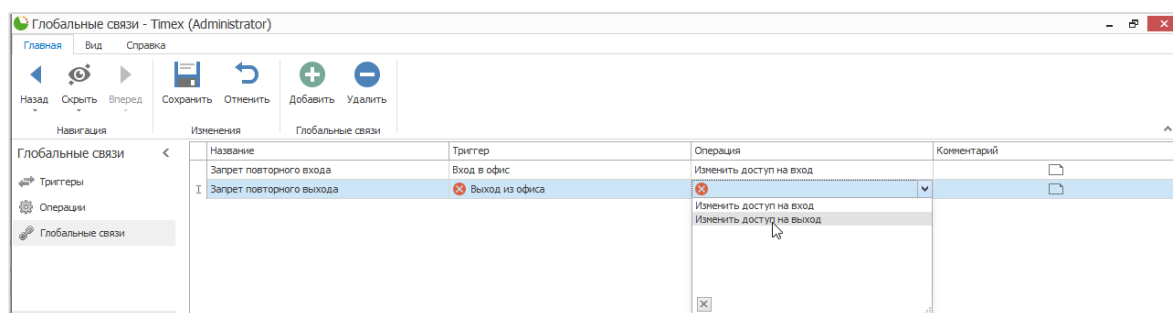 Глобальные связи - Timex (Administrator)
Главная Вид Справка
Назад Скрыть Вперед Сохранить Отменить Добавить Удалить
Навигация Изменения Глобальные связи
Глобальные связи
Триггеры
Операции
Глобальные связи
Название Триггер Операция Комментарий
Запрет повторного входа Вход в офис Изменить доступ на вход
Запрет повторного выхода Выход из офиса
Изменить доступ на вход
Изменить доступ на выход